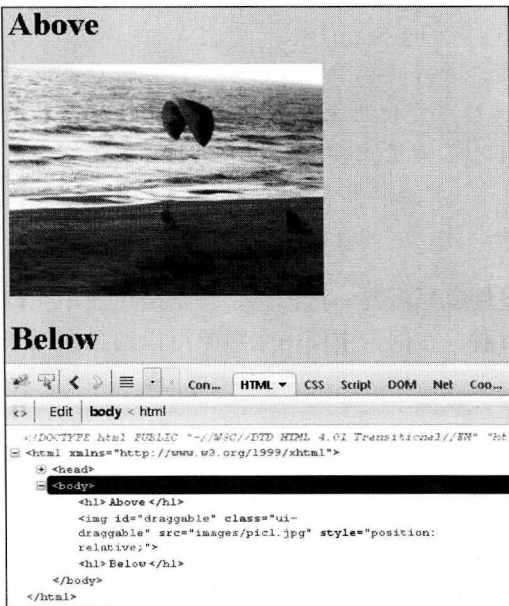 Above
Below
Con... HTML CSS Script DOM Net Coo...
Edit body < html
<!DOCTYPE html PUBLIC "-//W3C//DTD HTML 4.01 Transitional//EN" "ht
<html xmlns="http://www.w3.org/1999/xhtml">
<head>
<body>
<h1> Above </h1>
<img id="draggable" class="ui-
draggable" src="images/pic1.jpg" style="position:
relative;">
<h1> Below </h1>
</body>
</html>